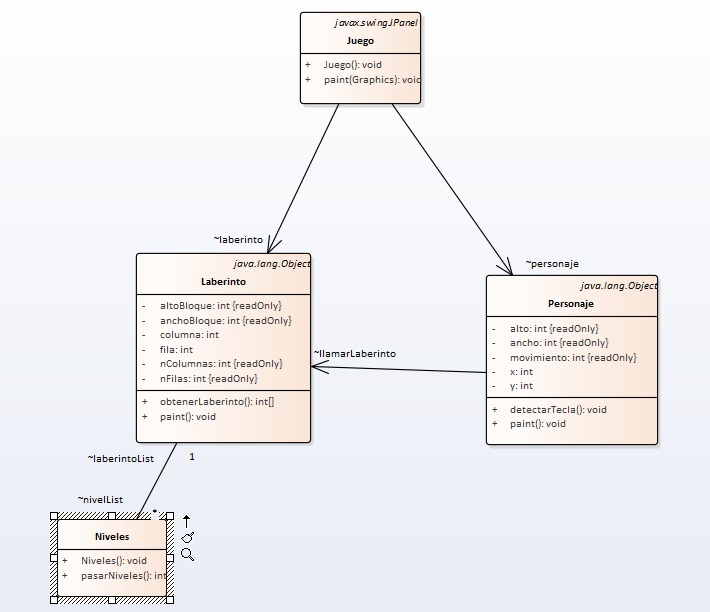 javax.swing.JPanel
Juego
+ Juego(): void
+ paint(Graphics): void
~laberinto
~personaje
java.lang.Object
Laberinto
- altoBloque: int {readOnly}
- anchoBloque: int {readOnly}
- columna: int
- fila: int
- nColumnas: int {readOnly}
- nFilas: int {readOnly}
+ obtenerLaberinto(): int[]
+ paint(): void
~llamarLaberinto
java.lang.Object
Personaje
- alto: int {readOnly}
- ancho: int {readOnly}
- movimiento: int {readOnly}
- x: int
- y: int
+ detectarTecla(): void
+ paint(): void
~laberintoList 1
~nivelList
*
Niveles
+ Niveles(): void
+ pasarNiveles(): int